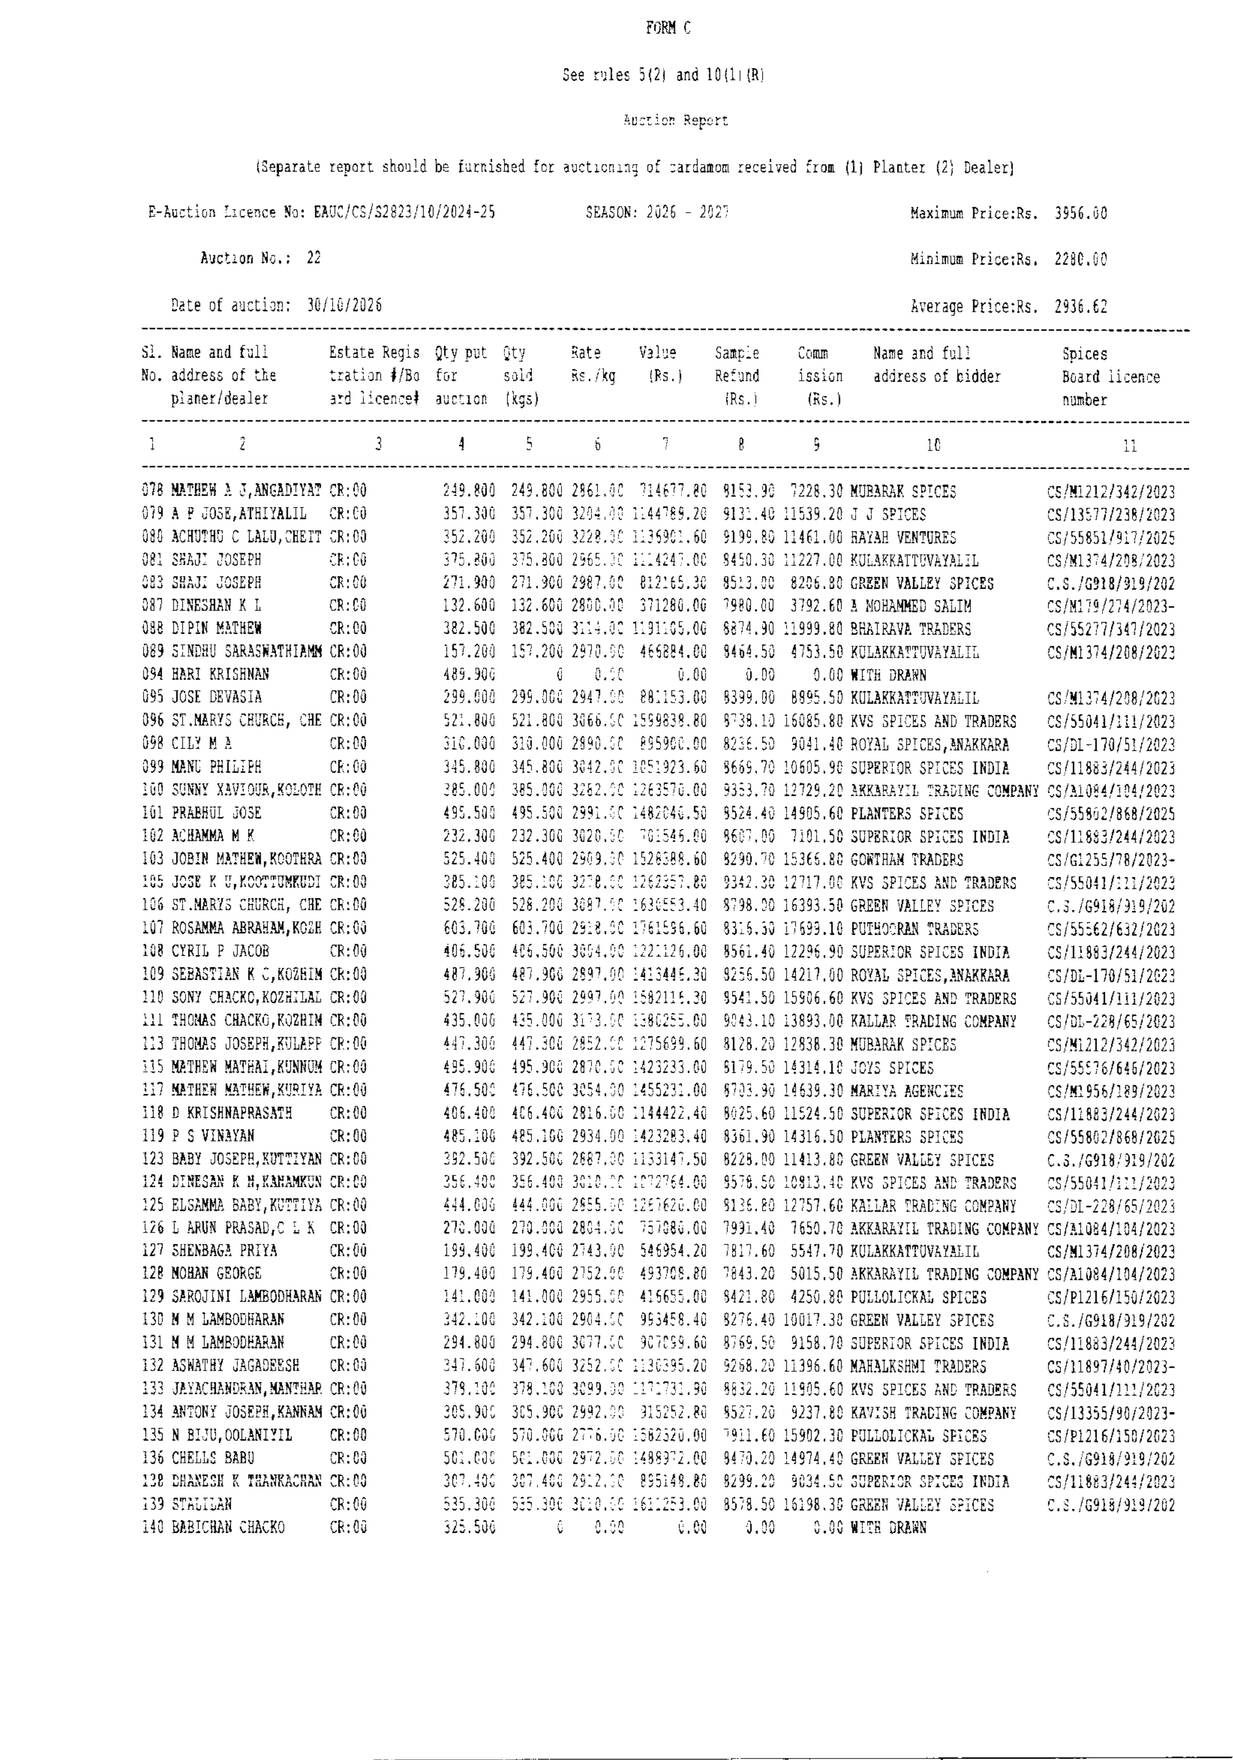 FORM C
See rules 5(2) and 10(1)(R)
Auction Report
(Separate report should be furnished for auctioning of cardamom received from (1) Planter (2) Dealer)
E-Auction Licence No: EAUC/CS/S2823/10/2024-25 SEASON: 2026 - 2027 Maximum Price:Rs. 3956.00
Auction No.: 22 Minimum Price:Rs. 2280.00
Date of auction: 30/10/2026 Average Price:Rs. 2936.62
Sl. Name and full Estate Regis Qty put Qty Rate Value Sample Comm Name and full Spices
No. address of the tration #/Bo for sold Rs./kg (Rs.) Refund ission address of bidder Board licence
planer/dealer ard licence# auction (kgs) (Rs.) (Rs.) number
1 2 3 4 5 6 7 8 9 10 11
078 MATHEW A J,ANGADIYAT CR:00 249.800 249.800 2861.00 714677.80 8153.90 7228.30 MUBARAK SPICES CS/M1212/342/2023
079 A P JOSE,ATHIYALIL CR:00 357.300 357.300 3204.00 1144789.20 9131.40 11539.20 J J SPICES CS/13577/238/2023
080 ACHUTHU C LALU,CHEIT CR:00 352.200 352.200 3228.00 1136901.60 9199.80 11461.00 HAYAH VENTURES CS/55851/917/2025
081 SHAJI JOSEPH CR:00 375.800 375.800 2965.00 1114247.00 8450.30 11227.00 KULAKKATTUVAYALIL CS/M1374/208/2023
083 SHAJI JOSEPH CR:00 271.900 271.900 2987.00 812165.30 8513.00 8206.80 GREEN VALLEY SPICES C.S./G918/919/202
087 DINESHAN K L CR:00 132.600 132.600 2800.00 371280.00 7980.00 3792.60 A MOHAMMED SALIM CS/M179/274/2023-
088 DIPIN MATHEW CR:00 382.500 382.500 3114.00 1191105.00 8874.90 11999.80 BHAIRAVA TRADERS CS/55277/347/2023
089 SINDHU SARASWATHIAMM CR:00 157.200 157.200 2970.00 466884.00 8464.50 4753.50 KULAKKATTUVAYALIL CS/M1374/208/2023
094 HARI KRISHNAN CR:00 489.900 0 0.00 0.00 0.00 0.00 WITH DRAWN
095 JOSE DEVASIA CR:00 299.000 299.000 2947.00 881153.00 8399.00 8895.50 KULAKKATTUVAYALIL CS/M1374/208/2023
096 ST.MARYS CHURCH, CHE CR:00 521.800 521.800 3066.00 1599838.80 8738.10 16085.80 KVS SPICES AND TRADERS CS/55041/111/2023
098 CILY M A CR:00 310.000 310.000 2890.00 895900.00 8236.50 9041.40 ROYAL SPICES,ANAKKARA CS/DL-170/51/2023
099 MANU PHILIPH CR:00 345.800 345.800 3042.00 1051923.60 8669.70 10605.90 SUPERIOR SPICES INDIA CS/11883/244/2023
100 SUNNY XAVIOUR,KOLOTH CR:00 385.000 385.000 3282.00 1263570.00 9353.70 12729.20 AKKARAYIL TRADING COMPANY CS/A1084/104/2023
101 PRABHUL JOSE CR:00 495.500 495.500 2991.00 1482040.50 8524.40 14905.60 PLANTERS SPICES CS/55802/868/2025
102 ACHAMMA M K CR:00 232.300 232.300 3020.00 701546.00 8607.00 7101.50 SUPERIOR SPICES INDIA CS/11883/244/2023
103 JOBIN MATHEW,KOOTHRA CR:00 525.400 525.400 2909.00 1528388.60 8290.70 15366.80 GOWTHAM TRADERS CS/G1255/78/2023-
105 JOSE K U,KOOTTUMKUDI CR:00 385.100 385.100 3278.00 1262357.80 9342.30 12717.00 KVS SPICES AND TRADERS CS/55041/111/2023
106 ST.MARYS CHURCH, CHE CR:00 528.200 528.200 3087.00 1630553.40 8798.00 16393.50 GREEN VALLEY SPICES C.S./G918/919/202
107 ROSAMMA ABRAHAM,KOZH CR:00 603.700 603.700 2918.00 1761596.60 8316.30 17699.10 PUTHOORAN TRADERS CS/55562/632/2023
108 CYRIL P JACOB CR:00 406.500 406.500 3004.00 1221126.00 8561.40 12296.90 SUPERIOR SPICES INDIA CS/11883/244/2023
109 SEBASTIAN K C,KOZHIM CR:00 487.900 487.900 2897.00 1413446.30 8256.50 14217.00 ROYAL SPICES,ANAKKARA CS/DL-170/51/2023
110 SONY CHACKO,KOZHILAL CR:00 527.900 527.900 2997.00 1582116.30 8541.50 15906.60 KVS SPICES AND TRADERS CS/55041/111/2023
111 THOMAS CHACKO,KOZHIM CR:00 435.000 435.000 3173.00 1380255.00 9043.10 13893.00 KALLAR TRADING COMPANY CS/DL-228/65/2023
113 THOMAS JOSEPH,KULAPP CR:00 447.300 447.300 2852.00 1275699.60 8128.20 12838.30 MUBARAK SPICES CS/M1212/342/2023
115 MATHEW MATHAI,KUNNUM CR:00 495.900 495.900 2870.00 1423233.00 8179.50 14314.10 JOYS SPICES CS/55576/646/2023
117 MATHEW MATHEW,KURIYA CR:00 476.500 476.500 3054.00 1455231.00 8703.90 14639.30 MARIYA AGENCIES CS/M1956/189/2023
118 D KRISHNAPRASATH CR:00 406.400 406.400 2816.00 1144422.40 8025.60 11524.50 SUPERIOR SPICES INDIA CS/11883/244/2023
119 P S VINAYAN CR:00 485.100 485.100 2934.00 1423283.40 8361.90 14316.50 PLANTERS SPICES CS/55802/868/2025
123 BABY JOSEPH,KUTTIYAN CR:00 392.500 392.500 2887.00 1133147.50 8228.00 11413.80 GREEN VALLEY SPICES C.S./G918/919/202
124 DINESAN K N,KANAMKUN CR:00 356.400 356.400 3010.00 1072764.00 8578.50 10813.40 KVS SPICES AND TRADERS CS/55041/111/2023
125 ELSAMMA BABY,KUTTIYA CR:00 444.000 444.000 2855.00 1267620.00 8136.80 12757.60 KALLAR TRADING COMPANY CS/DL-228/65/2023
126 L ARUN PRASAD,C L K CR:00 270.000 270.000 2804.00 757080.00 7991.40 7650.70 AKKARAYIL TRADING COMPANY CS/A1084/104/2023
127 SHENBAGA PRIYA CR:00 199.400 199.400 2743.00 546954.20 7817.60 5547.70 KULAKKATTUVAYALIL CS/M1374/208/2023
128 MOHAN GEORGE CR:00 179.400 179.400 2752.00 493708.80 7843.20 5015.50 AKKARAYIL TRADING COMPANY CS/A1084/104/2023
129 SAROJINI LAMBODHARAN CR:00 141.000 141.000 2955.00 416655.00 8421.80 4250.80 PULLOLICKAL SPICES CS/P1216/150/2023
130 M M LAMBODHARAN CR:00 342.100 342.100 2904.00 993458.40 8276.40 10017.30 GREEN VALLEY SPICES C.S./G918/919/202
131 M M LAMBODHARAN CR:00 294.800 294.800 3077.00 907099.60 8769.50 9158.70 SUPERIOR SPICES INDIA CS/11883/244/2023
132 ASWATHY JAGADEESH CR:00 347.600 347.600 3252.00 1130395.20 9268.20 11396.60 MAHALKSHMI TRADERS CS/11897/40/2023-
133 JAYACHANDRAN,MANTHAR CR:00 378.100 378.100 3099.00 1171731.90 8832.20 11805.60 KVS SPICES AND TRADERS CS/55041/111/2023
134 ANTONY JOSEPH,KANNAM CR:00 305.900 305.900 2992.00 915252.80 8527.20 9237.80 KAVISH TRADING COMPANY CS/13355/90/2023-
135 N BIJU,OOLANIYIL CR:00 570.000 570.000 2776.00 1582320.00 7911.60 15902.30 PULLOLICKAL SPICES CS/P1216/150/2023
136 CHELLS BABU CR:00 501.000 501.000 2972.00 1488972.00 8470.20 14974.40 GREEN VALLEY SPICES C.S./G918/919/202
138 DHANESH K THANKACHAN CR:00 307.400 307.400 2912.00 895148.80 8299.20 9034.50 SUPERIOR SPICES INDIA CS/11883/244/2023
139 STALILAN CR:00 535.300 535.300 3010.00 1611253.00 8578.50 16198.30 GREEN VALLEY SPICES C.S./G918/919/202
140 BABICHAN CHACKO CR:00 325.500 0 0.00 0.00 0.00 0.00 WITH DRAWN